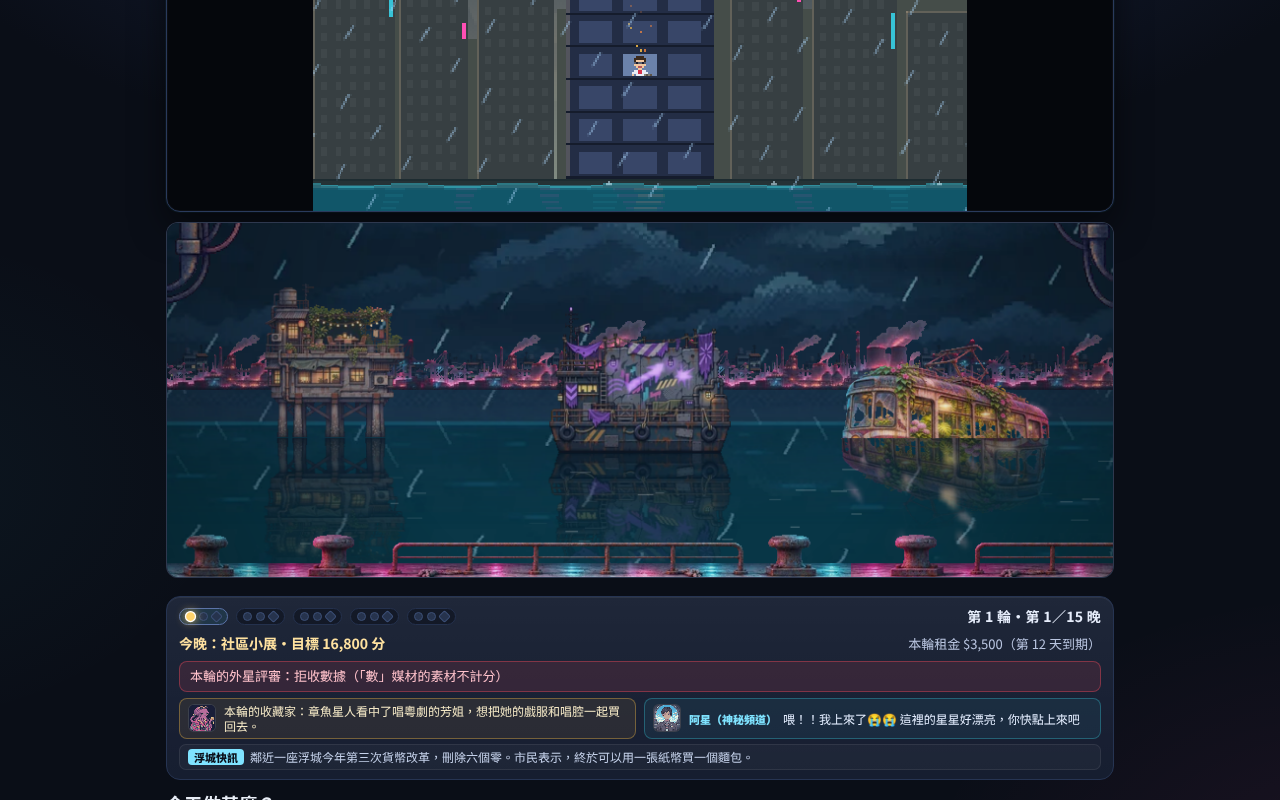 第 1 輪・第 1／15 晚
今晚：社區小展・目標 16,800 分
本輪租金 $3,500（第 12 天到期）
本輪的外星評審：拒收數據（「數」媒材的素材不計分）
本輪的收藏家：章魚星人看中了唱粵劇的芳姐，想把她的戲服和唱腔一起買
回去。
阿星（神秘頻道） 喂！！我上來了😭😭 這裡的星星好漂亮，你快點上來吧
浮城快訊 鄰近一座浮城今年第三次貨幣改革，刪除六個零。市民表示，終於可以用一張紙幣買一個麵包。